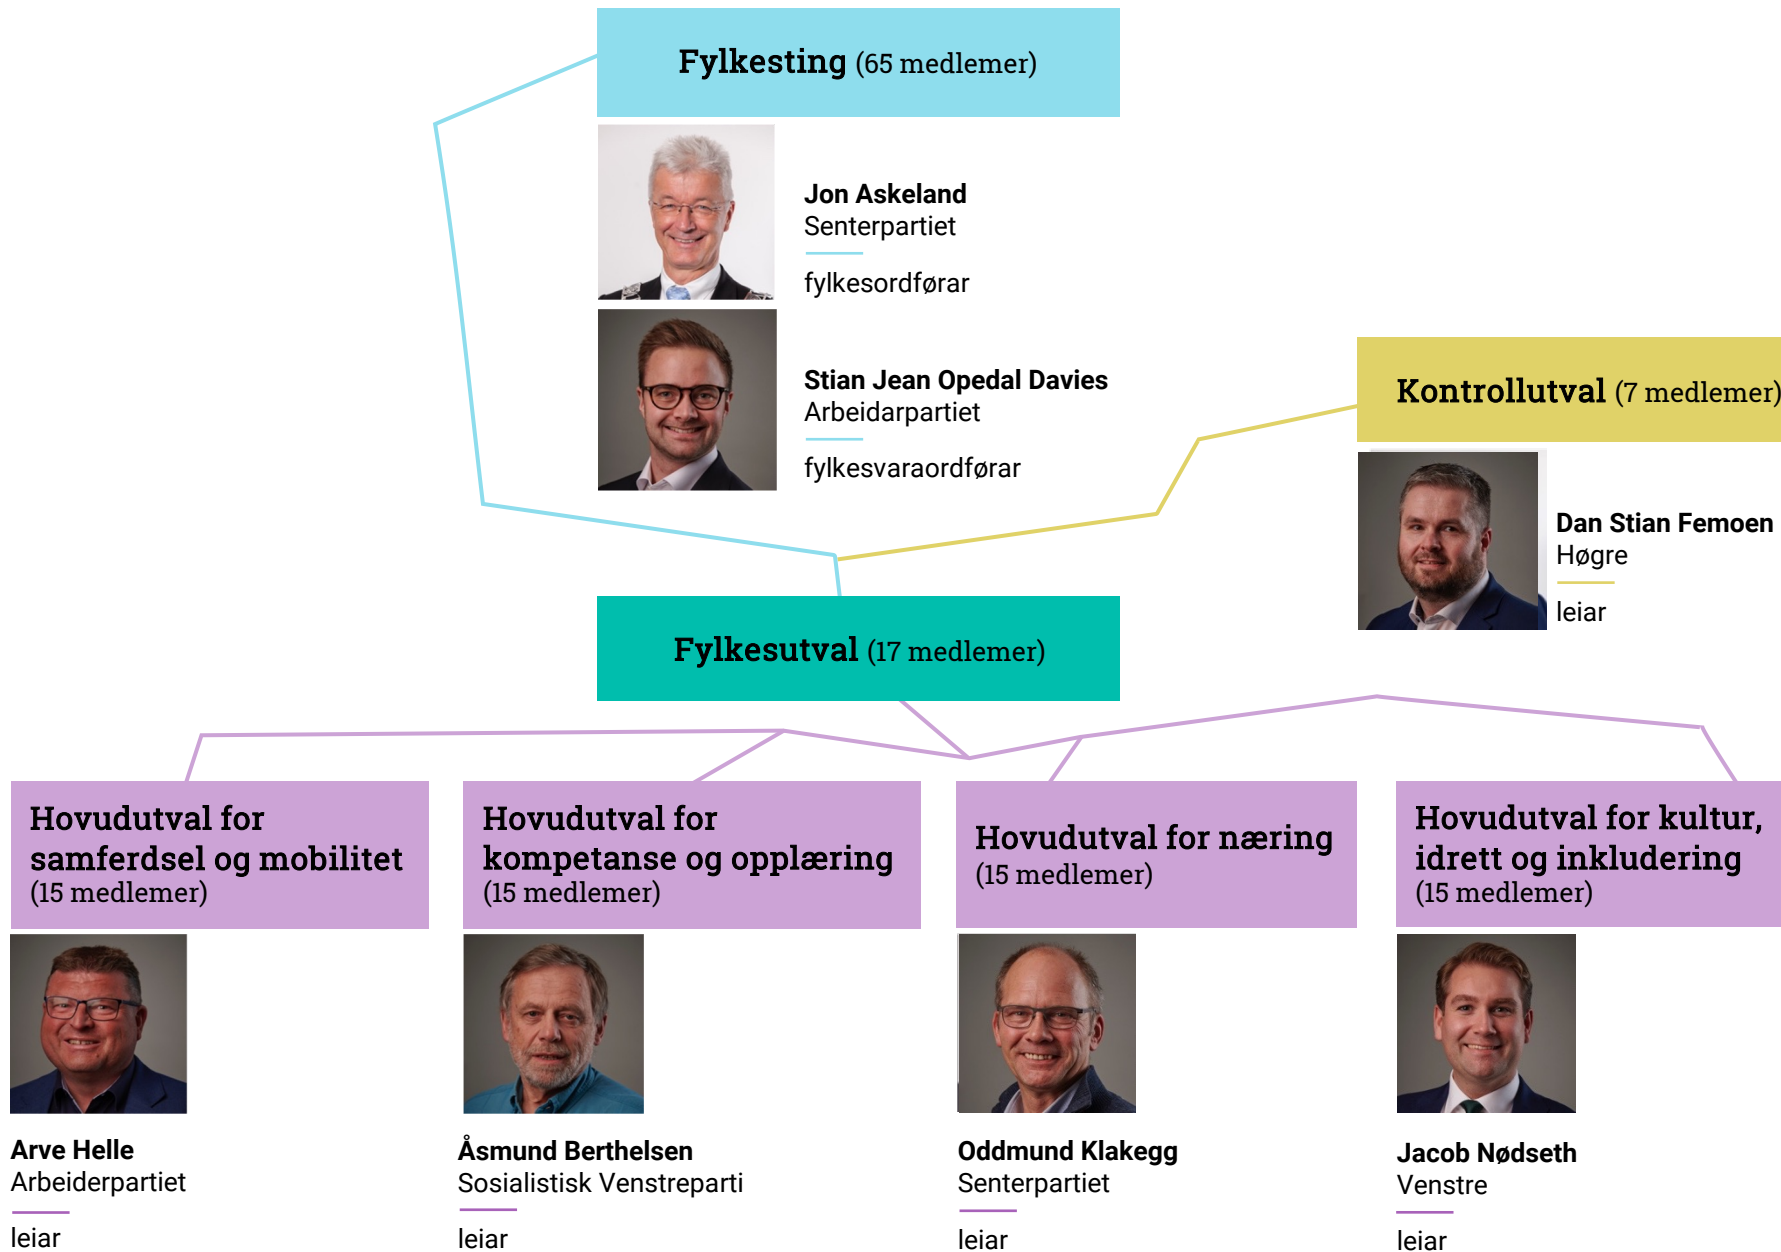 Fylkesting (65 medlemer)
Jon Askeland
Senterpartiet
fylkesordførar
Stian Jean Opedal Davies
Arbeidarpartiet
fylkesvaraordførar
Kontrollutval (7 medlemer)
Dan Stian Femoen
Høgre
leiar
Fylkesutval (17 medlemer)
Hovudutval for
samferdsel og mobilitet
(15 medlemer)
Arve Helle
Arbeiderpartiet
leiar
Hovudutval for
kompetanse og opplæring
(15 medlemer)
Åsmund Berthelsen
Sosialistisk Venstreparti
leiar
Hovudutval for næring
(15 medlemer)
Oddmund Klakegg
Senterpartiet
leiar
Hovudutval for kultur,
idrett og inkludering
(15 medlemer)
Jacob Nødseth
Venstre
leiar